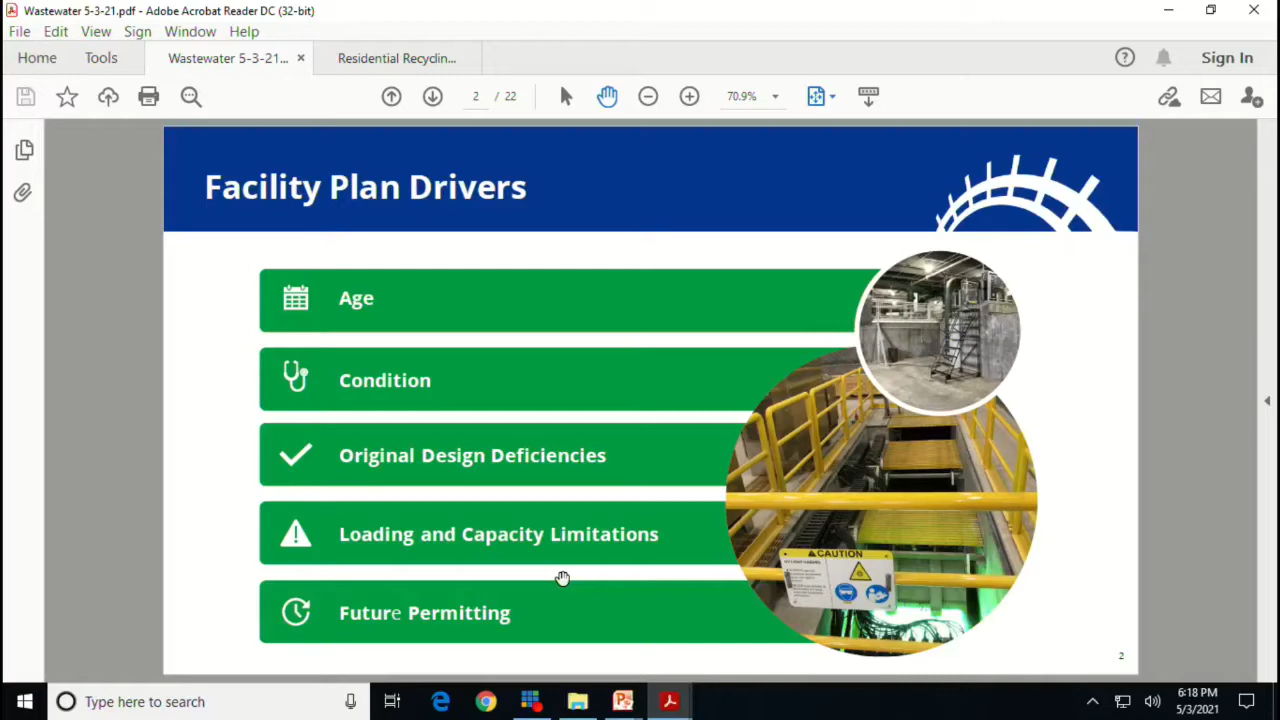 Wastewater 5-3-21.pdf - Adobe Acrobat Reader DC (32-bit)
File Edit View Sign Window Help
Home Tools Wastewater 5-3-21... × Residential Recyclin... Sign In
2 / 22 70.9%
Facility Plan Drivers
Age
Condition
Original Design Deficiencies
Loading and Capacity Limitations
Future Permitting
CAUTION
2
Type here to search
6:18 PM
5/3/2021